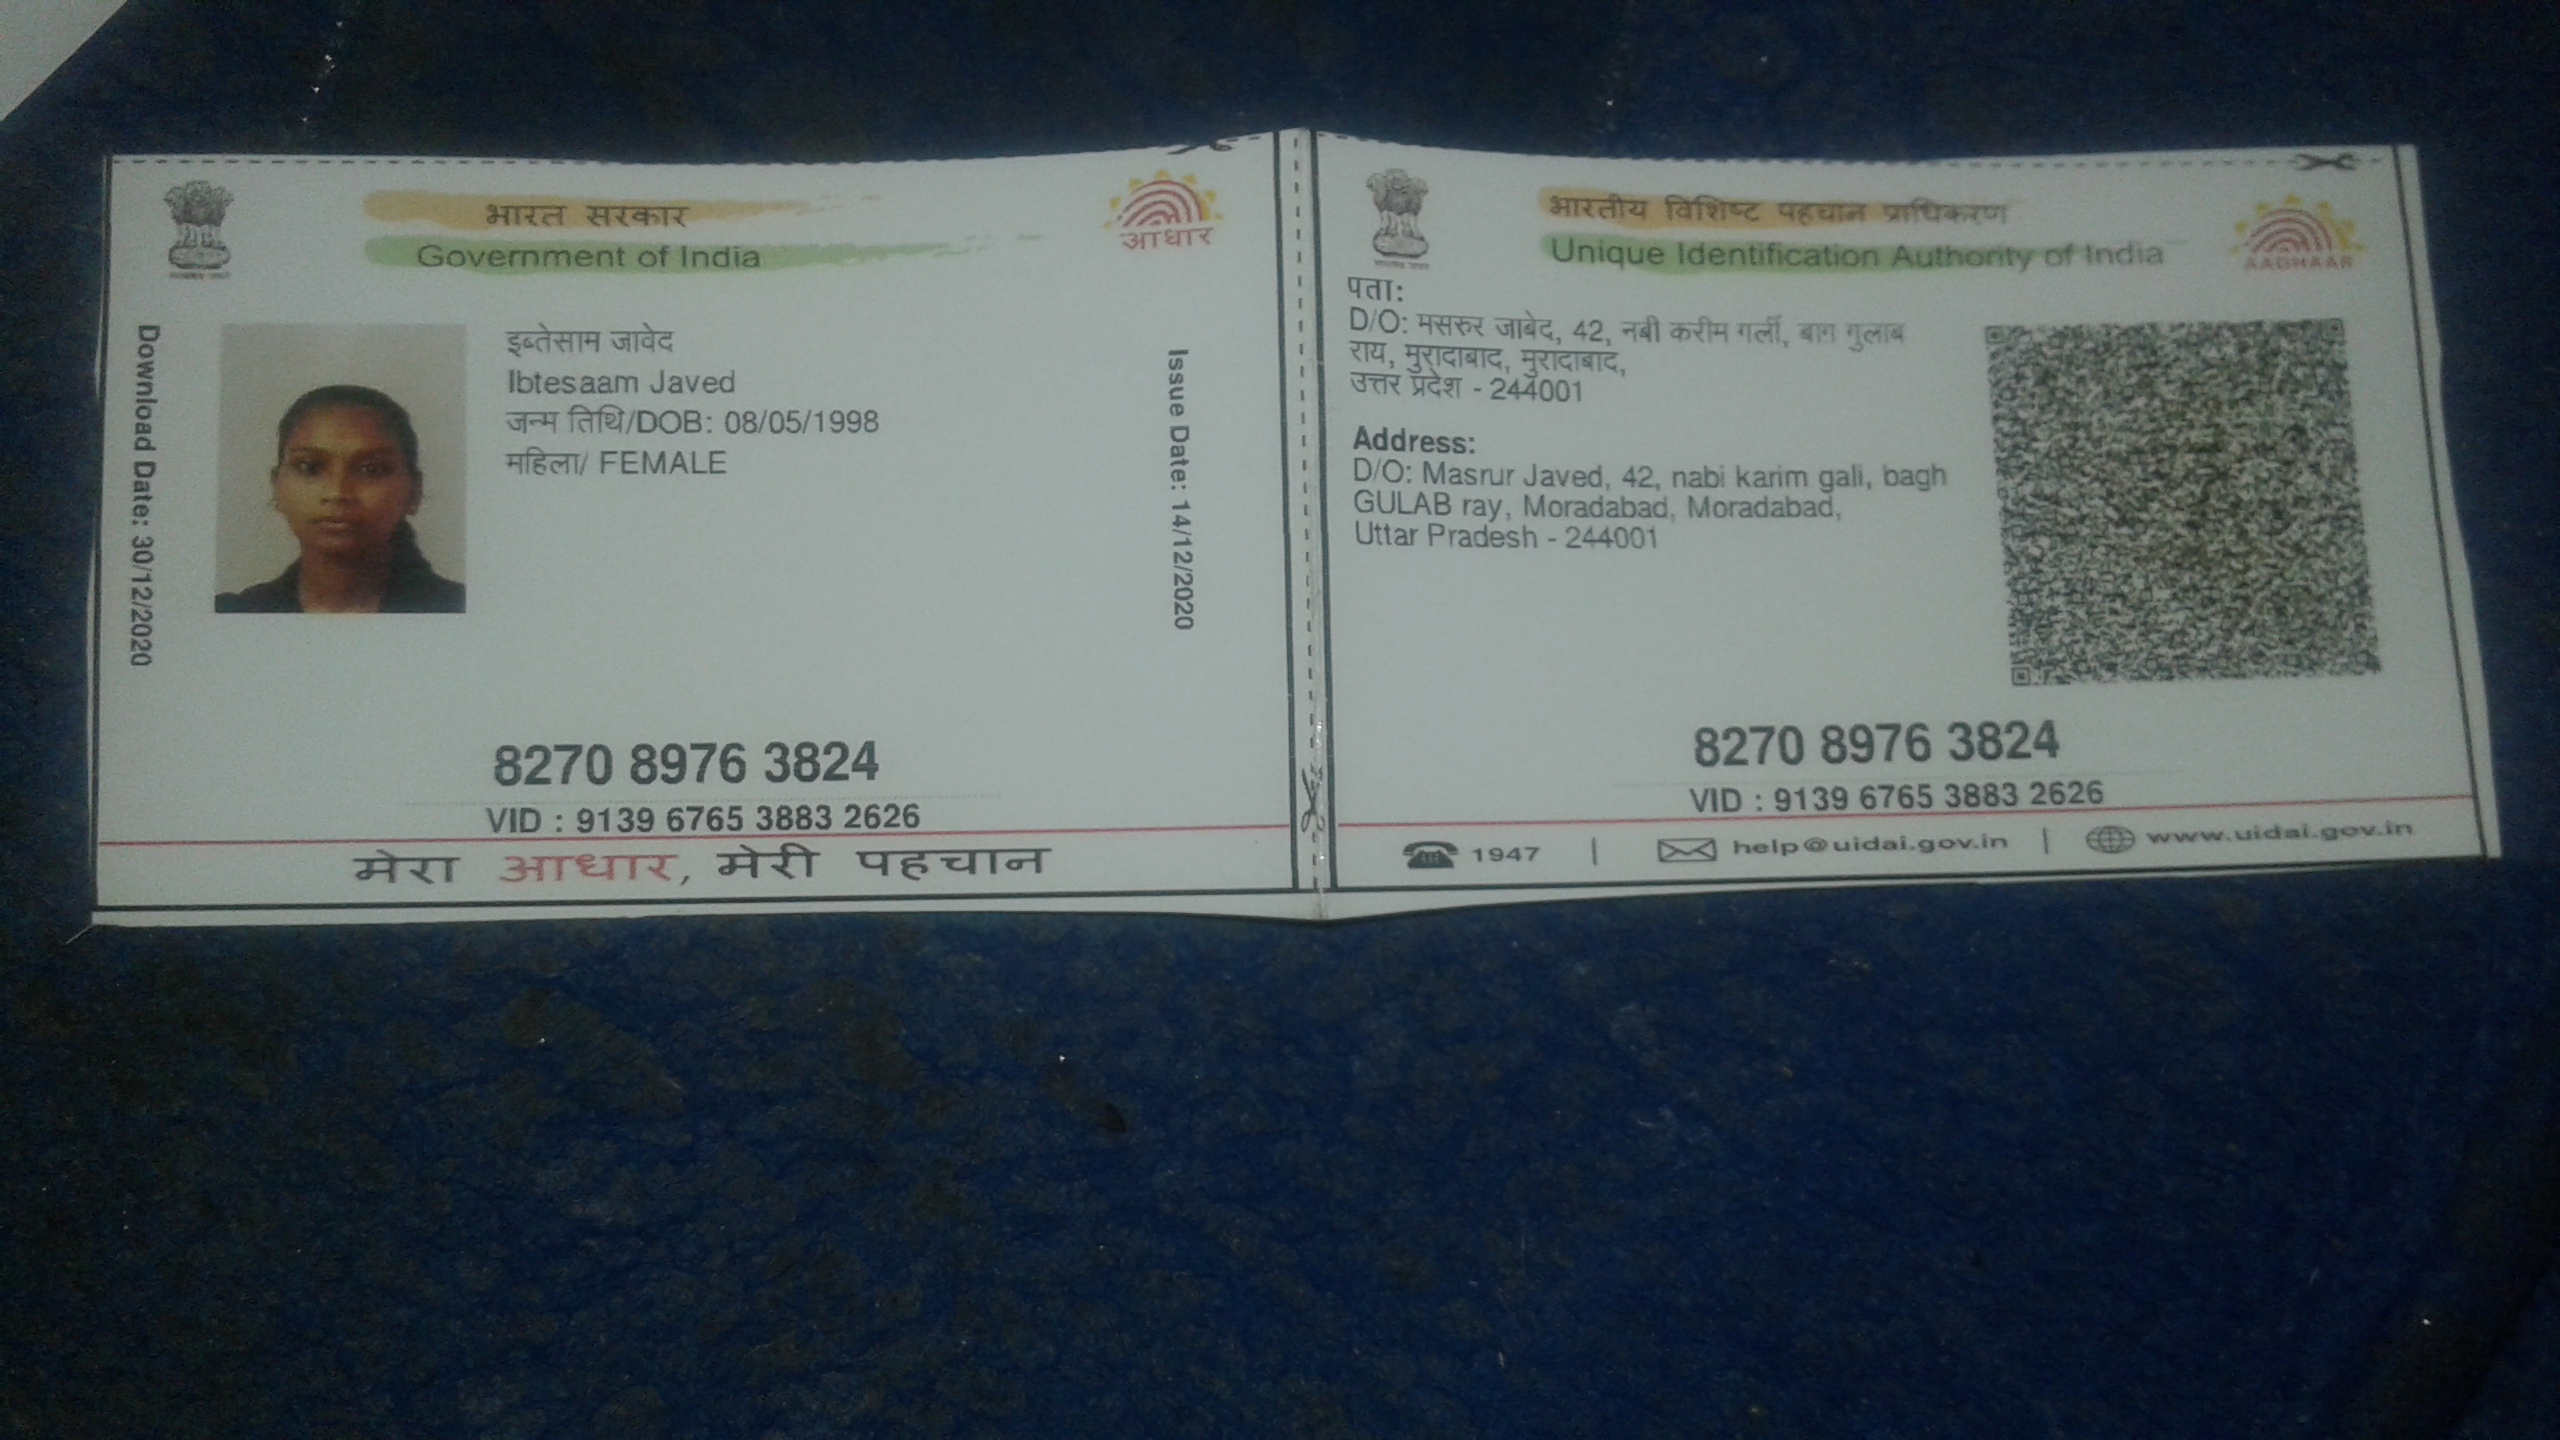 भारत सरकार
Government of India
आधार
Download Date: 30/12/2020
इब्तेसाम जावेद
Ibtesaam Javed
जन्म तिथि/DOB: 08/05/1998
महिला/ FEMALE
Issue Date: 14/12/2020
8270 8976 3824
VID : 9139 6765 3883 2626
मेरा आधार, मेरी पहचान
भारतीय विशिष्ट पहचान प्राधिकरण
Unique Identification Authority of India
AADHAAR
पता:
D/O: मसरुर जाबेद, 42, नबी करीम गली, बाग गुलाब
राय, मुरादाबाद, मुरादाबाद,
उत्तर प्रदेश - 244001
Address:
D/O: Masrur Javed, 42, nabi karim gali, bagh
GULAB ray, Moradabad, Moradabad,
Uttar Pradesh - 244001
8270 8976 3824
VID : 9139 6765 3883 2626
1947 | help@uidai.gov.in | www.uidai.gov.in